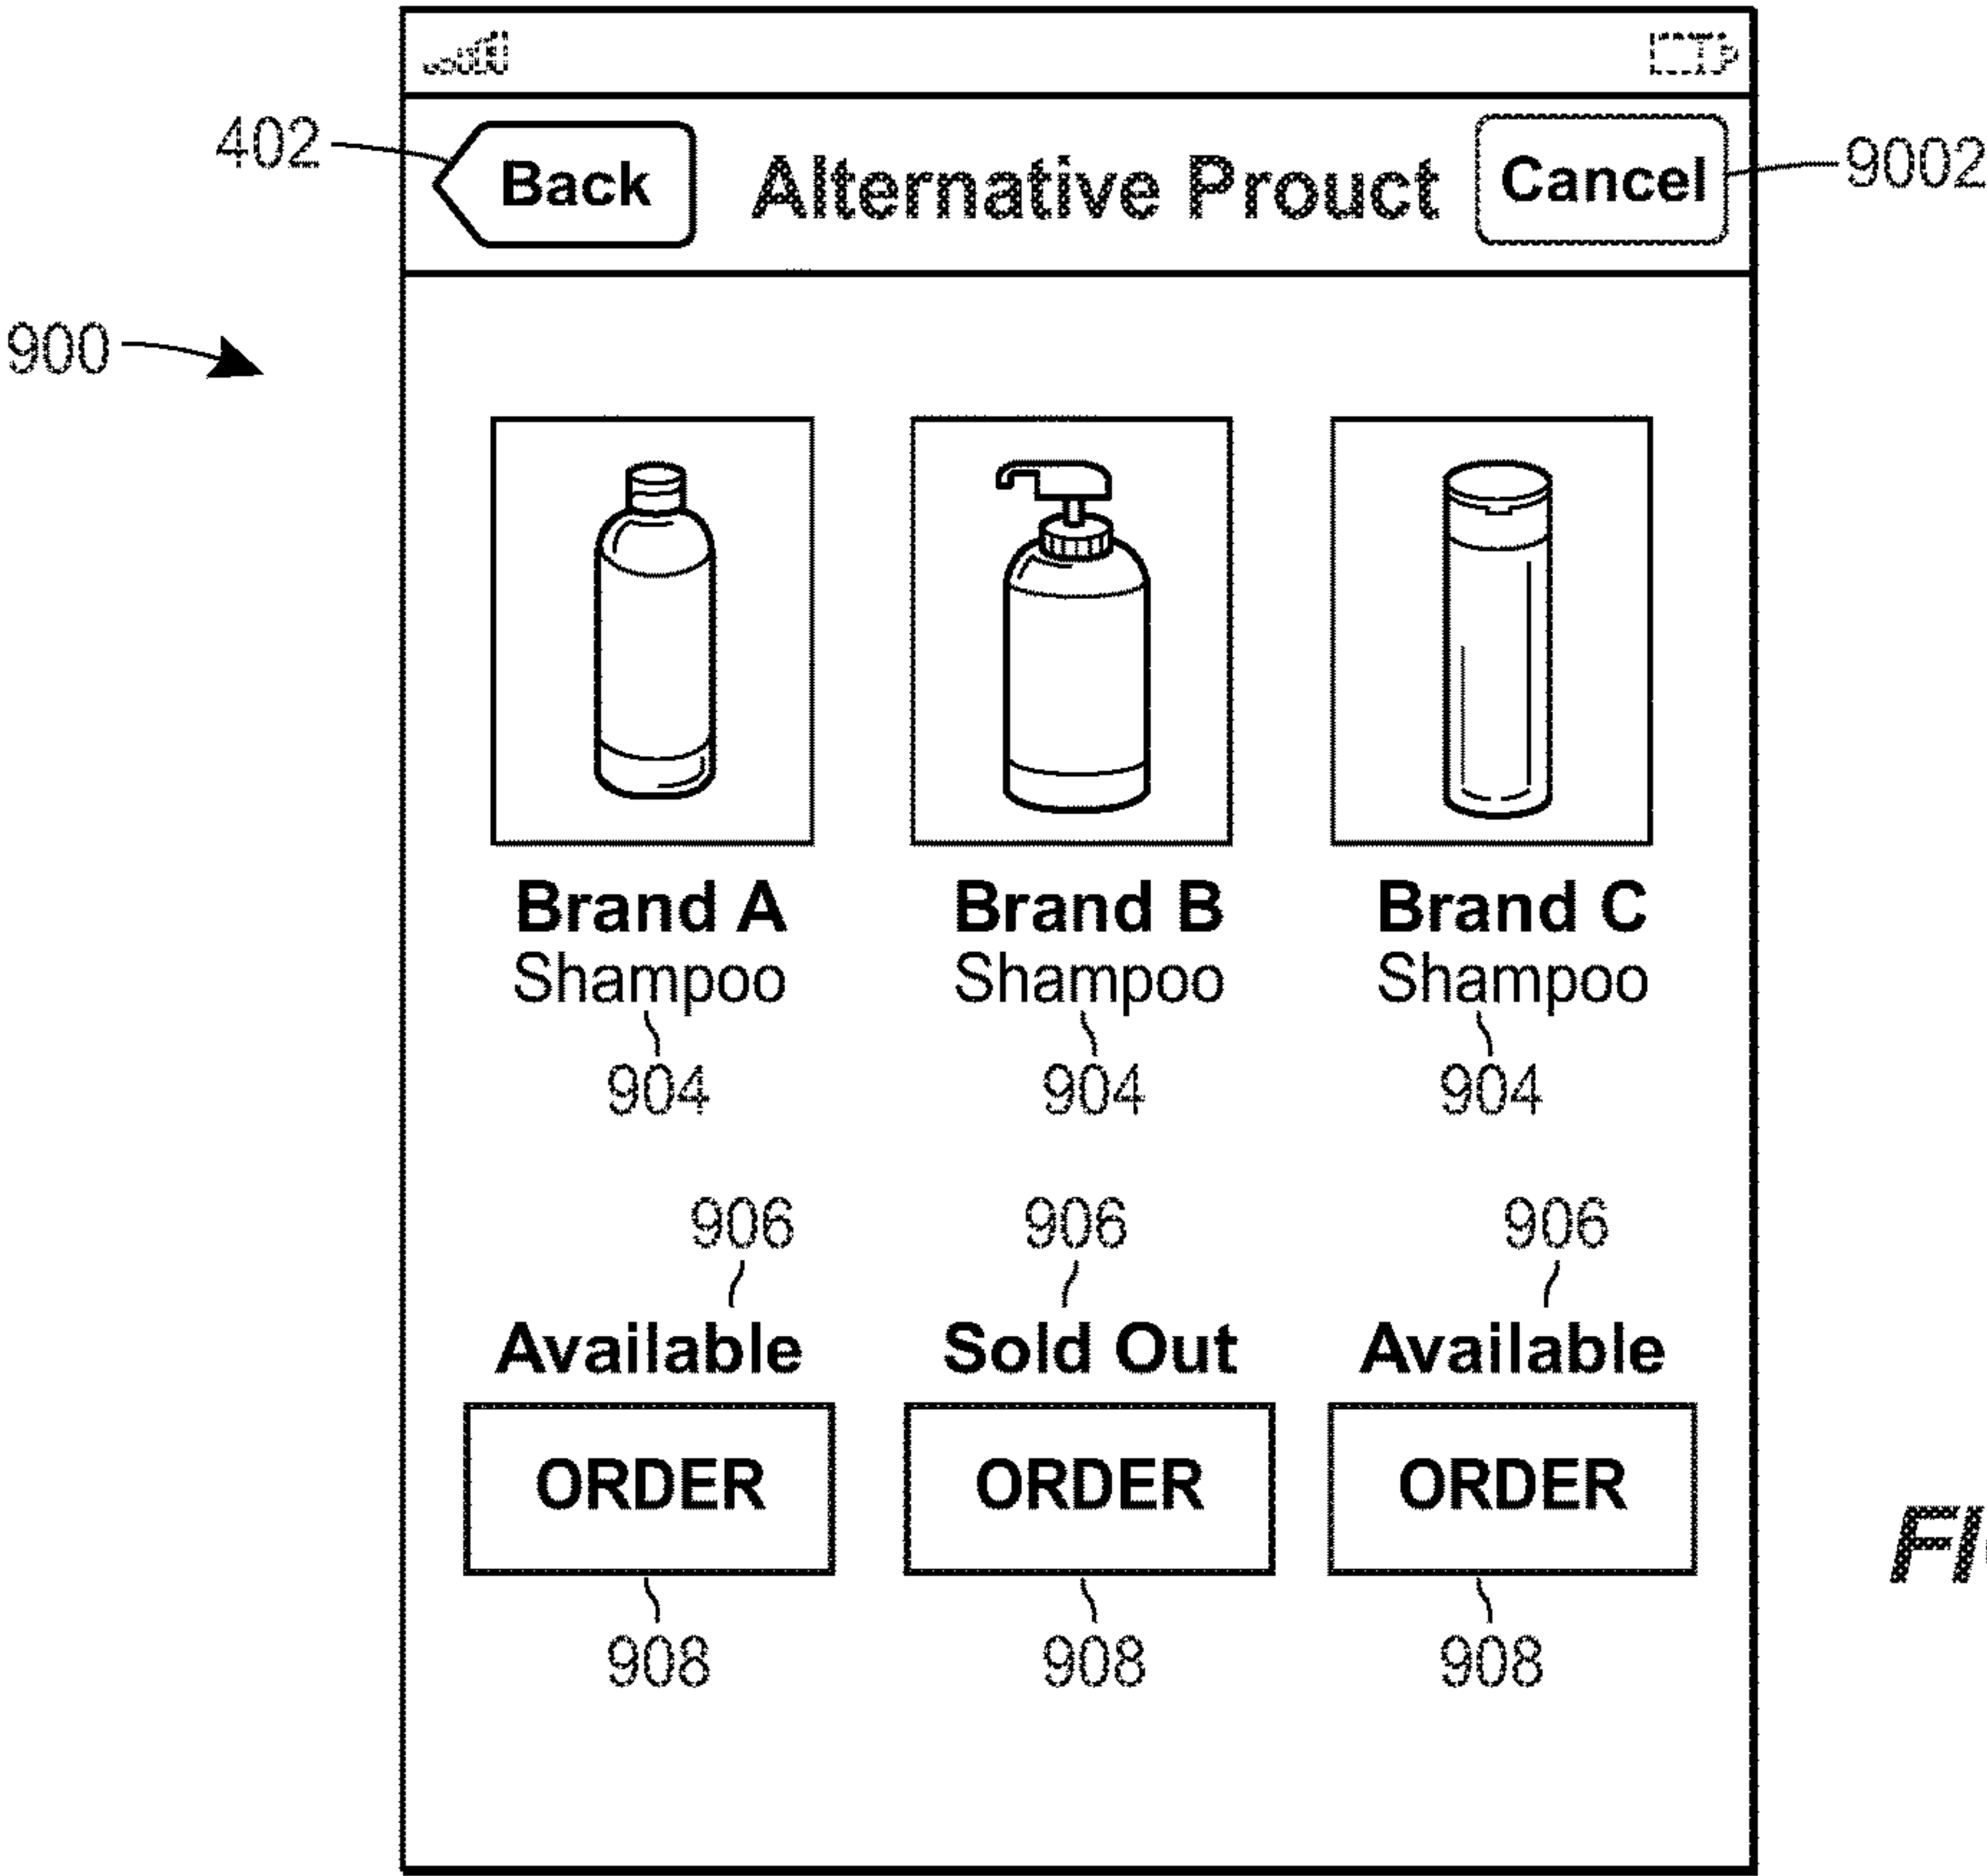 402 Back Alternative Prouct Cancel 9002
900
Brand A Brand B Brand C
Shampoo Shampoo Shampoo
904 904 904
906 906 906
Available Sold Out Available
ORDER ORDER ORDER
908 908 908